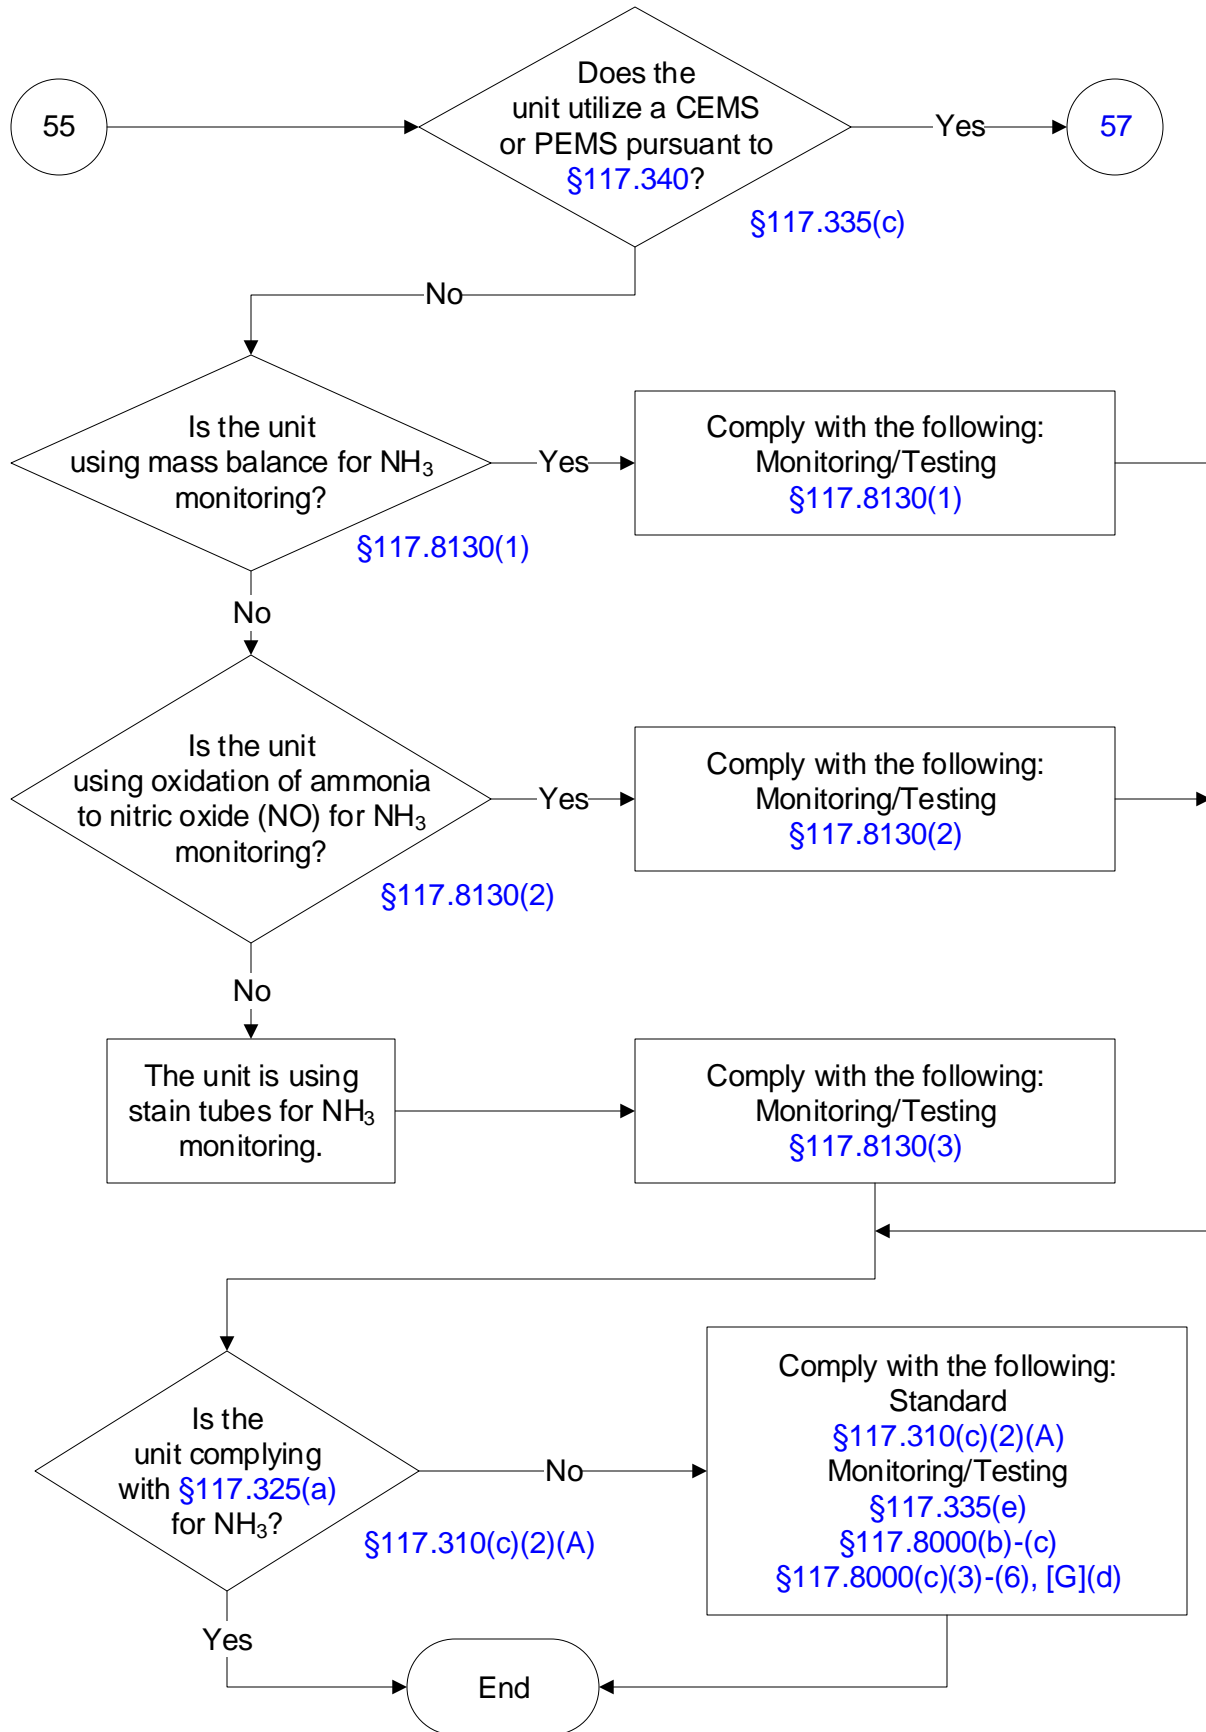 55
Does the
unit utilize a CEMS
or PEMS pursuant to
§117.340?
Yes
57
§117.335(c)
No
Is the unit
using mass balance for NH₃
monitoring?
Yes
Comply with the following:
Monitoring/Testing
§117.8130(1)
§117.8130(1)
No
Is the unit
using oxidation of ammonia
to nitric oxide (NO) for NH₃
monitoring?
Yes
Comply with the following:
Monitoring/Testing
§117.8130(2)
§117.8130(2)
No
The unit is using
stain tubes for NH₃
monitoring.
Comply with the following:
Monitoring/Testing
§117.8130(3)
Is the
unit complying
with §117.325(a)
for NH₃?
No
§117.310(c)(2)(A)
Comply with the following:
Standard
§117.310(c)(2)(A)
Monitoring/Testing
§117.335(e)
§117.8000(b)-(c)
§117.8000(c)(3)-(6), [G](d)
Yes
End